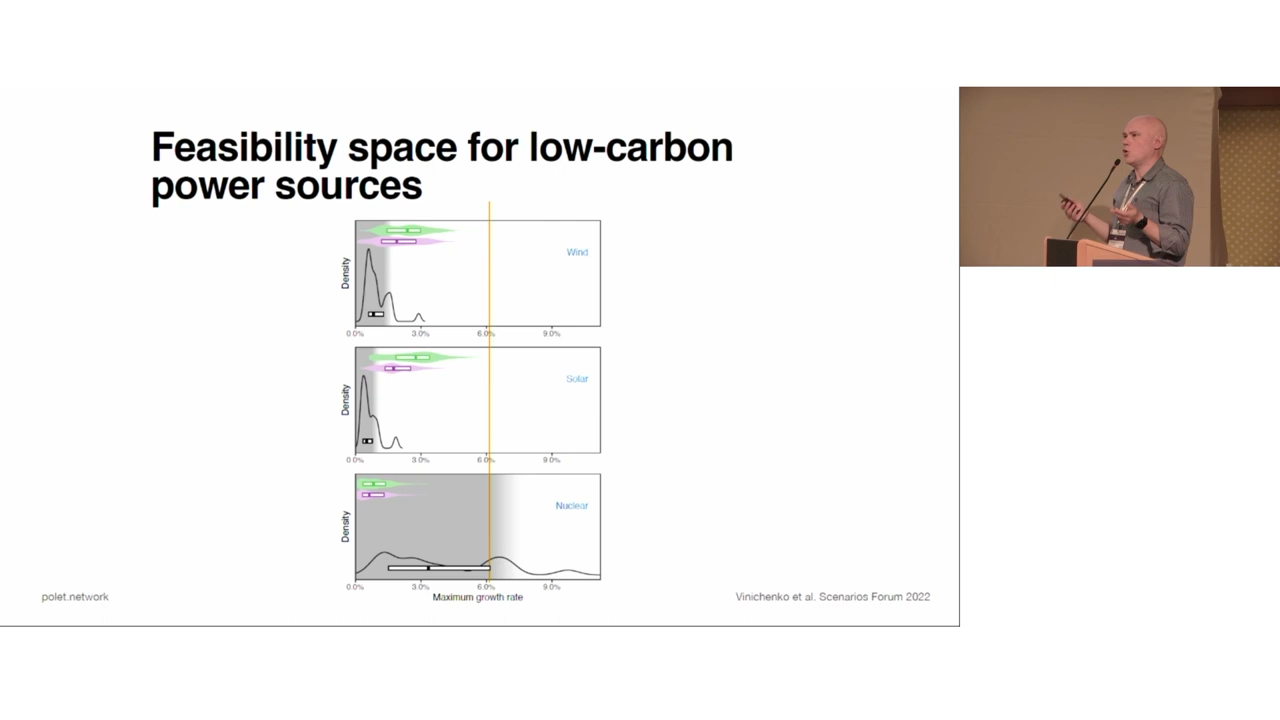 Feasibility space for low-carbon
power sources
Density
Wind
0.0%
3.0%
6.0%
9.0%
Density
Solar
0.0%
3.0%
6.0%
9.0%
Density
Nuclear
0.0%
3.0%
6.0%
9.0%
Maximum growth rate
polet.network
Vinichenko et al. Scenarios Forum 2022